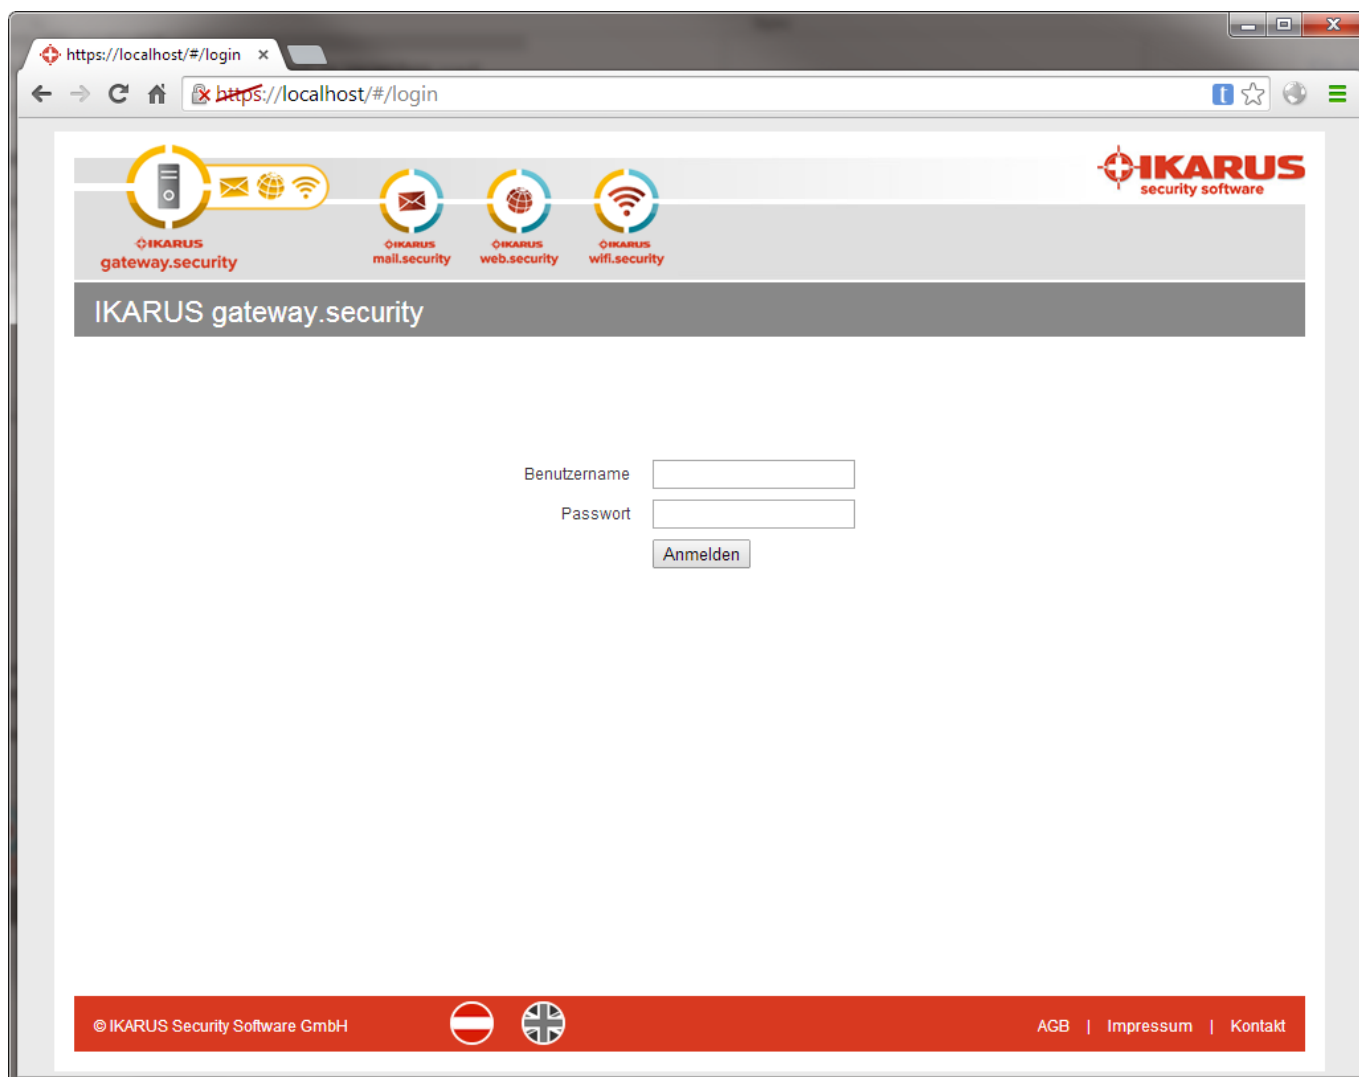 https://localhost/#/login
https://localhost/#/login
IKARUS
security software
IKARUS
gateway.security
IKARUS
mail.security
IKARUS
web.security
IKARUS
wifi.security
IKARUS gateway.security
Benutzername
Passwort
Anmelden
© IKARUS Security Software GmbH
AGB | Impressum | Kontakt